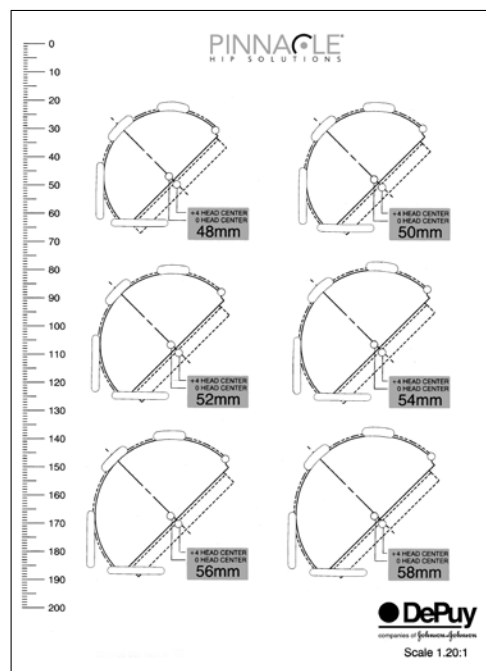 PINNACLE®
HIP SOLUTIONS
0
10
20
30
40
50
60
70
80
90
100
110
120
130
140
150
160
170
180
190
200
+4 HEAD CENTER
0 HEAD CENTER
48mm
+4 HEAD CENTER
0 HEAD CENTER
50mm
+4 HEAD CENTER
0 HEAD CENTER
52mm
+4 HEAD CENTER
0 HEAD CENTER
54mm
+4 HEAD CENTER
0 HEAD CENTER
56mm
+4 HEAD CENTER
0 HEAD CENTER
58mm
DePuy
companies of Johnson & Johnson
Scale 1.20:1